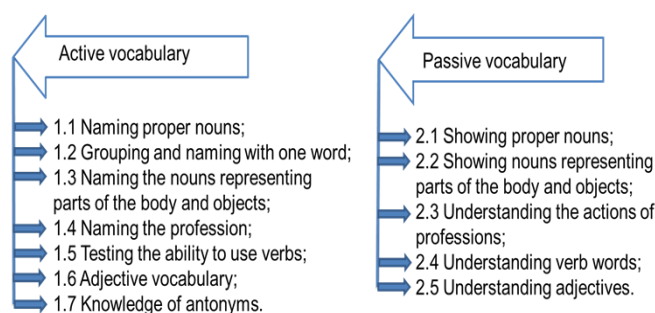 Active vocabulary
1.1 Naming proper nouns;
1.2 Grouping and naming with one word;
1.3 Naming the nouns representing
parts of the body and objects;
1.4 Naming the profession;
1.5 Testing the ability to use verbs;
1.6 Adjective vocabulary;
1.7 Knowledge of antonyms.
Passive vocabulary
2.1 Showing proper nouns;
2.2 Showing nouns representing
parts of the body and objects;
2.3 Understanding the actions of
professions;
2.4 Understanding verb words;
2.5 Understanding adjectives.